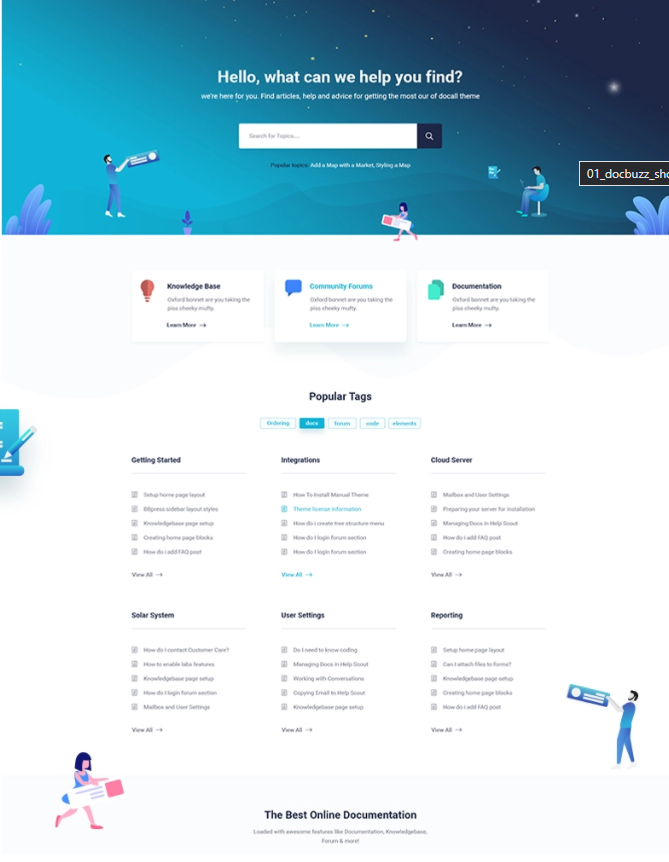 Hello, what can we help you find?
we're here for you. Find articles, help and advice for getting the most our of docall theme
Search for Topics....
Popular topics: Add a Map with a Market, Styling a Map
01_docbuzz_sho
Knowledge Base
Oxford bonnet are you taking the
piss cheeky mufty.
Learn More →
Community Forums
Oxford bonnet are you taking the
piss cheeky mufty.
Learn More →
Documentation
Oxford bonnet are you taking the
piss cheeky mufty.
Learn More →
Popular Tags
Ordering docs forum code elements
Getting Started
Setup home page layout
BBpress sidebar layout styles
Knowledgebase page setup
Creating home page blocks
How do I add FAQ post
View All →
Integrations
How To Install Manual Theme
Theme license information
How do I create tree structure menu
How do I login forum section
How do I login forum section
View All →
Cloud Server
Mailbox and User Settings
Preparing your server for installation
Managing Docs in Help Scout
How do I add FAQ post
Creating home page blocks
View All →
Solar System
How do I contact Customer Care?
How to enable labs features
Knowledgebase page setup
How do I login forum section
Mailbox and User Settings
View All →
User Settings
Do I need to know coding
Managing Docs in Help Scout
Working with Conversations
Copying Email to Help Scout
Knowledgebase page setup
View All →
Reporting
Setup home page layout
Can I attach files to forms?
Knowledgebase page setup
Creating home page blocks
How do I add FAQ post
View All →
The Best Online Documentation
Loaded with awesome features like Documentation, Knowledgebase,
Forum & more!